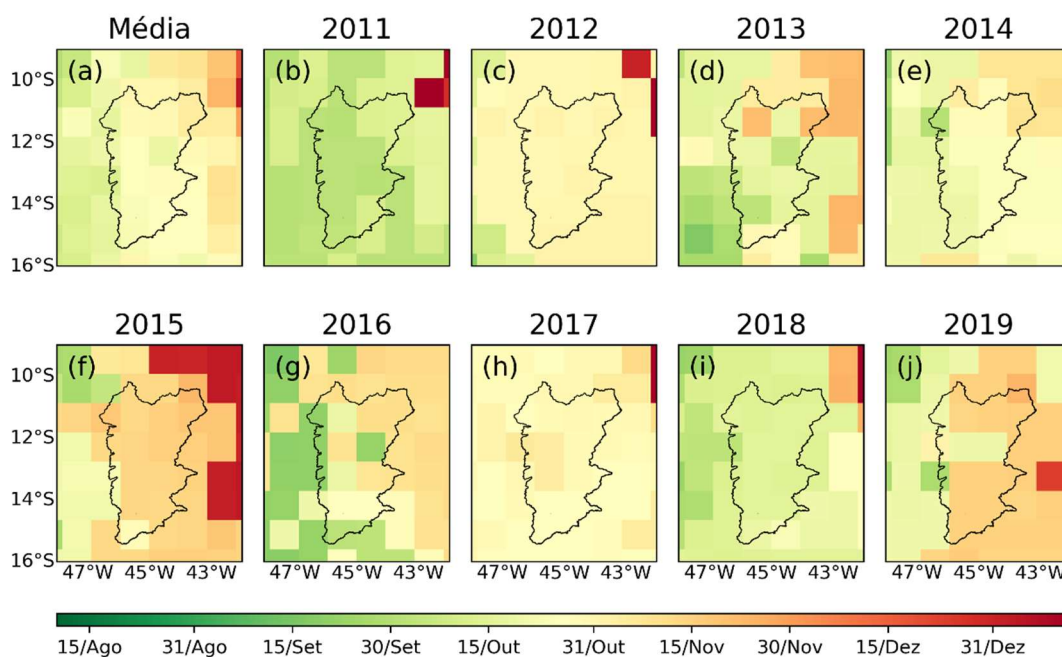 Média 2011 2012 2013 2014
(a) (b) (c) (d) (e)
10°S
12°S
14°S
16°S
2015 2016 2017 2018 2019
(f) (g) (h) (i) (j)
10°S
12°S
14°S
16°S
47°W 45°W 43°W 47°W 45°W 43°W 47°W 45°W 43°W 47°W 45°W 43°W 47°W 45°W 43°W
15/Ago 31/Ago 15/Set 30/Set 15/Out 31/Out 15/Nov 30/Nov 15/Dez 31/Dez